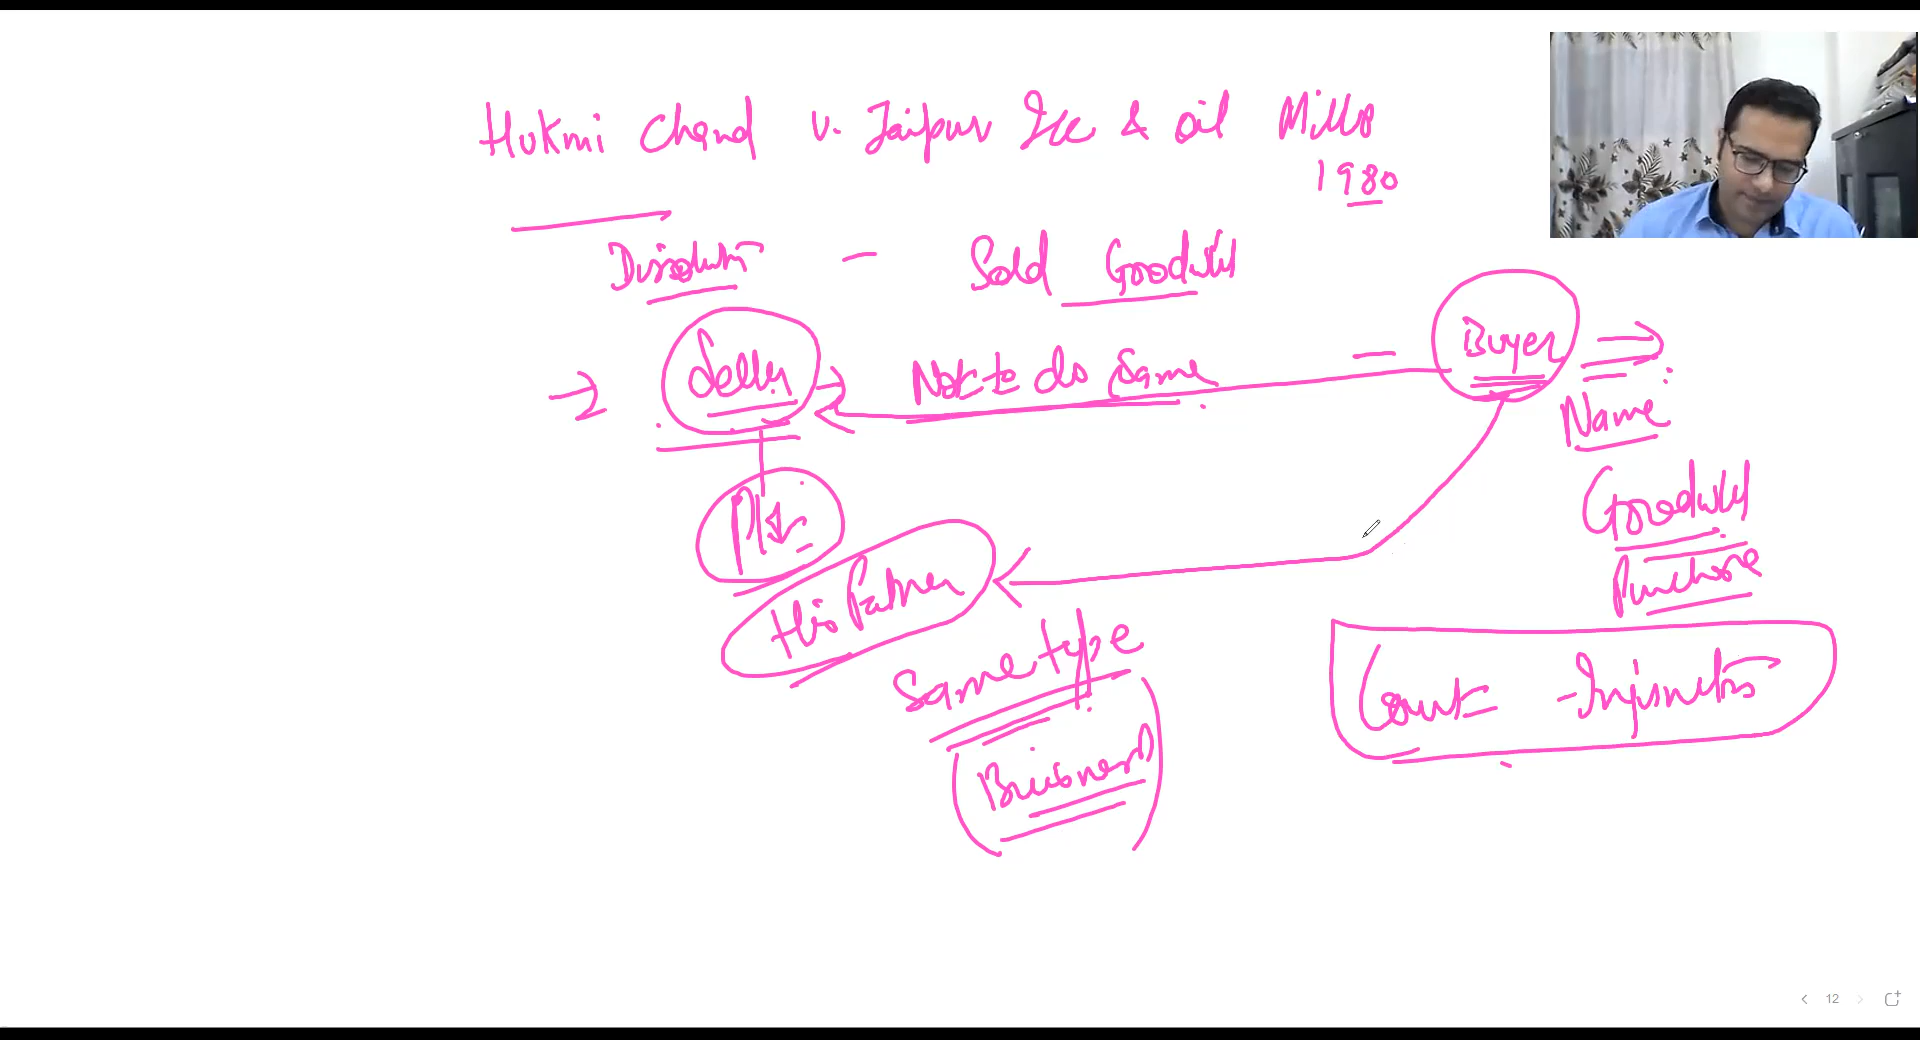 Hukmi Chand v. Jaipur Ice & oil Mills
1980
Dissolution - Sold Goodwill
Seller Not to do Same - Buyer
Name
Goodwill
Purchase
His Partner
Same type
Business
Court - Injunction
12